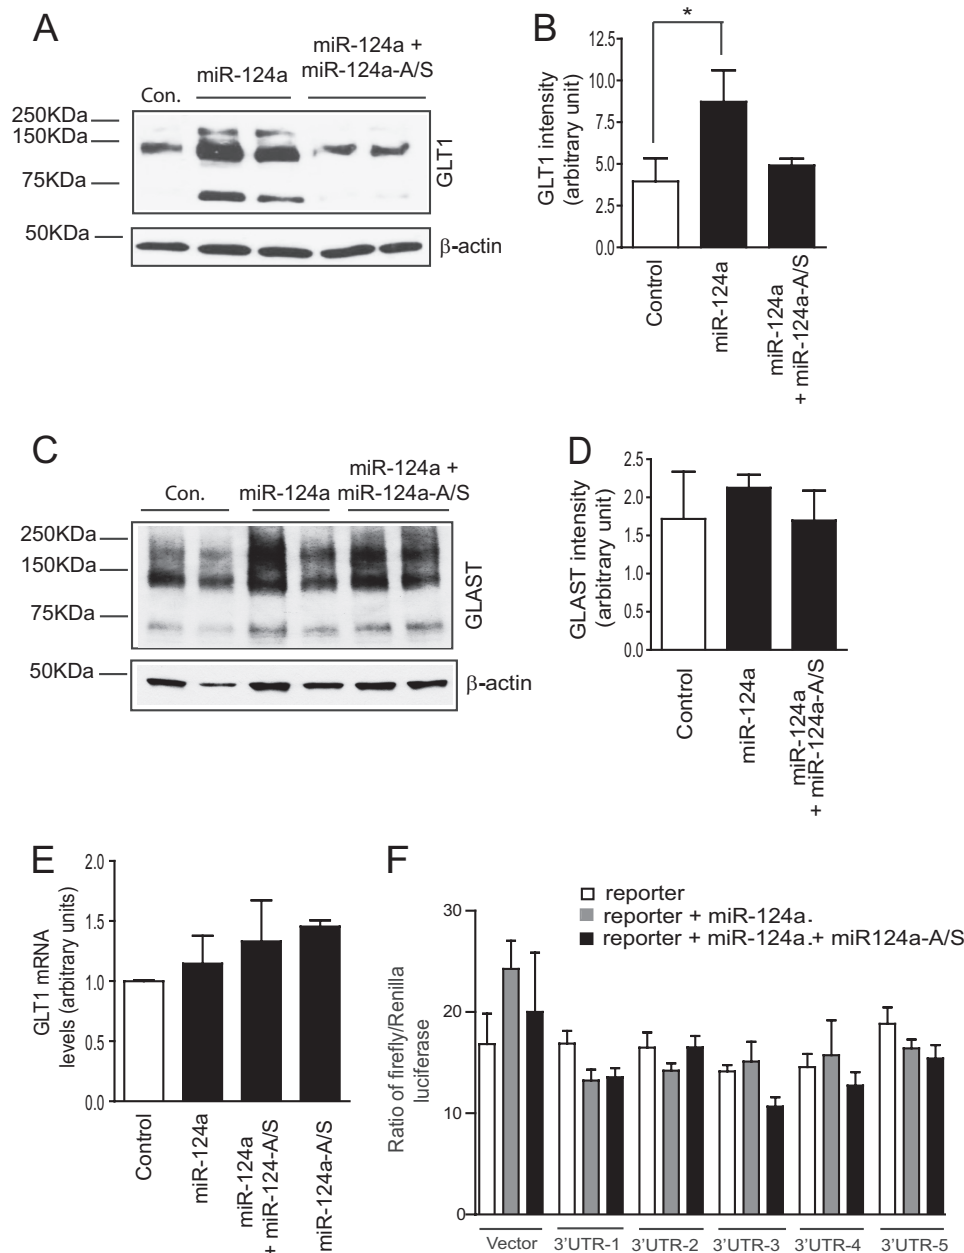 A
miR-124a +
miR-124a-A/S
miR-124a
Con.
250KDa
150KDa
75KDa
50KDa
GLT1
β-actin
B
*
GLT1 intensity
(arbitrary unit)
12.5
10.0
7.5
5.0
2.5
0.0
Control
miR-124a
miR-124a
+ miR-124a-A/S
C
miR-124a +
Con.
miR-124a
miR-124a-A/S
250KDa
150KDa
75KDa
50KDa
GLAST
β-actin
D
GLAST intensity
(arbitrary unit)
2.5
2.0
1.5
1.0
0.5
0.0
Control
miR-124a
miR-124a
+ miR-124a-A/S
E
GLT1 mRNA
levels (arbitrary units)
2.0
1.5
1.0
0.5
0.0
Control
miR-124a
miR-124a
+ miR-124-A/S
miR-124a-A/S
F
reporter
reporter + miR-124a.
reporter + miR-124a.+ miR124a-A/S
Ratio of firefly/Renilla
luciferase
30
20
10
0
Vector
3'UTR-1
3'UTR-2
3'UTR-3
3'UTR-4
3'UTR-5